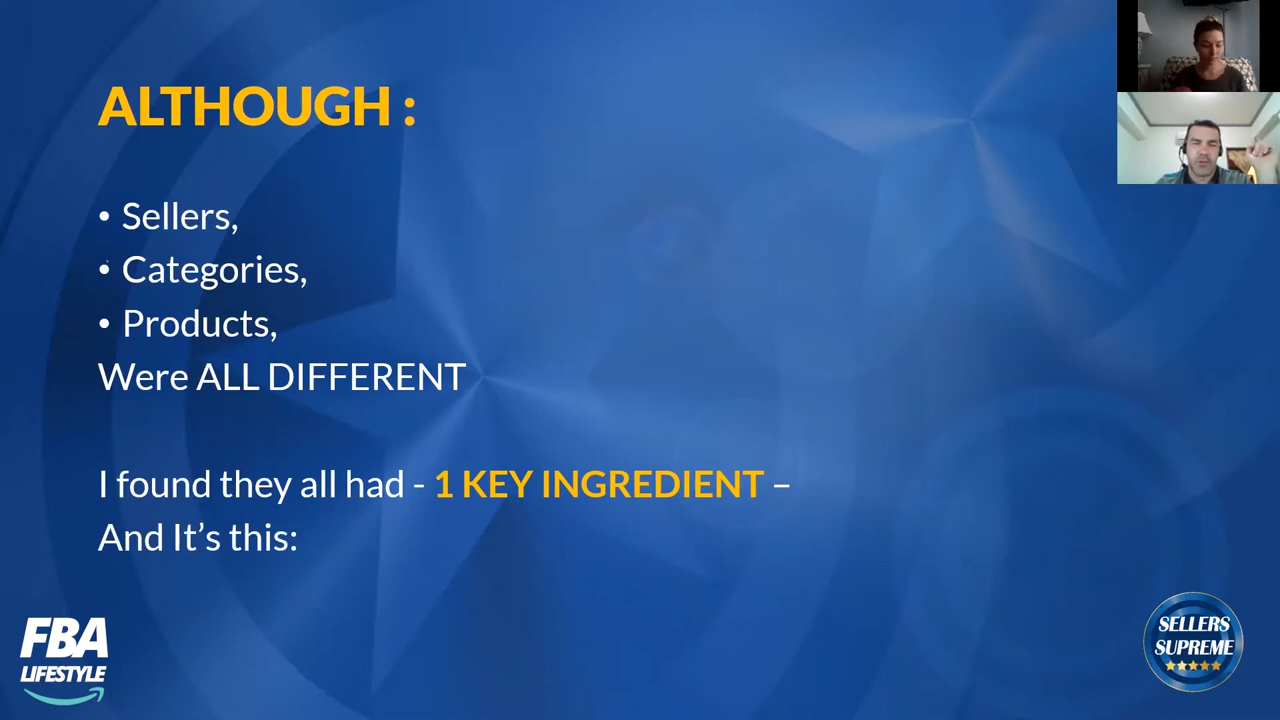 ALTHOUGH :
• Sellers,
• Categories,
• Products,
Were ALL DIFFERENT
I found they all had - 1 KEY INGREDIENT –
And It’s this:
FBA
LIFESTYLE
SELLERS
SUPREME